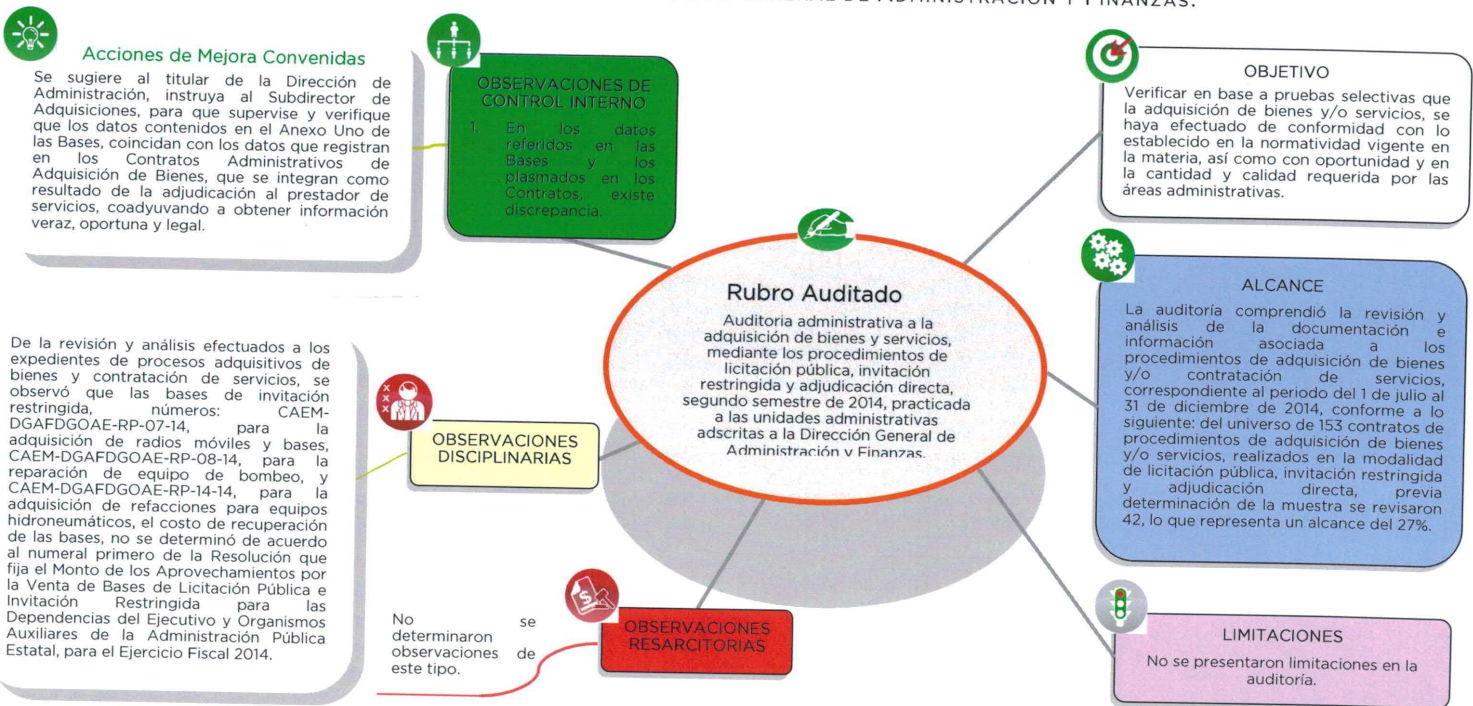 Acciones de Mejora Convenidas
Se sugiere al titular de la Dirección de
Administración, instruya al Subdirector de
Adquisiciones, para que supervise y verifique
que los datos contenidos en el Anexo Uno de
las Bases, coincidan con los datos que registran
en los Contratos Administrativos de
Adquisición de Bienes, que se integran como
resultado de la adjudicación al prestador de
servicios, coadyuvando a obtener información
veraz, oportuna y legal.
OBSERVACIONES DE
CONTROL INTERNO
1. En los datos
referidos en las
Bases y los
plasmados en los
Contratos, existe
discrepancia.
OBJETIVO
Verificar en base a pruebas selectivas que
la adquisición de bienes y/o servicios, se
haya efectuado de conformidad con lo
establecido en la normatividad vigente en
la materia, así como con oportunidad y en
la cantidad y calidad requerida por las
áreas administrativas.
Rubro Auditado
Auditoria administrativa a la
adquisición de bienes y servicios,
mediante los procedimientos de
licitación pública, invitación
restringida y adjudicación directa,
segundo semestre de 2014, practicada
a las unidades administrativas
adscritas a la Dirección General de
Administración y Finanzas.
ALCANCE
La auditoría comprendió la revisión y
análisis de la documentación e
información asociada a los
procedimientos de adquisición de bienes
y/o contratación de servicios,
correspondiente al periodo del 1 de julio al
31 de diciembre de 2014, conforme a lo
siguiente: del universo de 153 contratos de
procedimientos de adquisición de bienes
y/o servicios, realizados en la modalidad
de licitación pública, invitación restringida
y adjudicación directa, previa
determinación de la muestra se revisaron
42, lo que representa un alcance del 27%.
De la revisión y análisis efectuados a los
expedientes de procesos adquisitivos de
bienes y contratación de servicios, se
observó que las bases de invitación
restringida, números: CAEM-
DGAFDGOAE-RP-07-14, para la
adquisición de radios móviles y bases,
CAEM-DGAFDGOAE-RP-08-14, para la
reparación de equipo de bombeo, y
CAEM-DGAFDGOAE-RP-14-14, para la
adquisición de refacciones para equipos
hidroneumáticos, el costo de recuperación
de las bases, no se determinó de acuerdo
al numeral primero de la Resolución que
fija el Monto de los Aprovechamientos por
la Venta de Bases de Licitación Pública e
Invitación Restringida para las
Dependencias del Ejecutivo y Organismos
Auxiliares de la Administración Pública
Estatal, para el Ejercicio Fiscal 2014.
OBSERVACIONES
DISCIPLINARIAS
No se
determinaron
observaciones de
este tipo.
OBSERVACIONES
RESARCITORIAS
LIMITACIONES
No se presentaron limitaciones en la
auditoría.